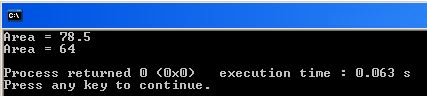 C:\
Area = 78.5
Area = 64
Process returned 0 (0x0)   execution time : 0.063 s
Press any key to continue.